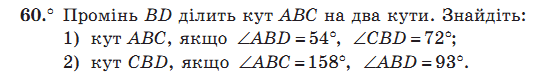 60.° Промінь BD ділить кут ABC на два кути. Знайдіть:
1) кут ABC, якщо ∠ABD = 54°, ∠CBD = 72°;
2) кут CBD, якщо ∠ABC = 158°, ∠ABD = 93°.